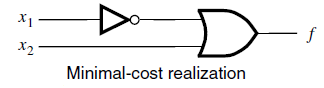 x1
x2
f
Minimal-cost realization